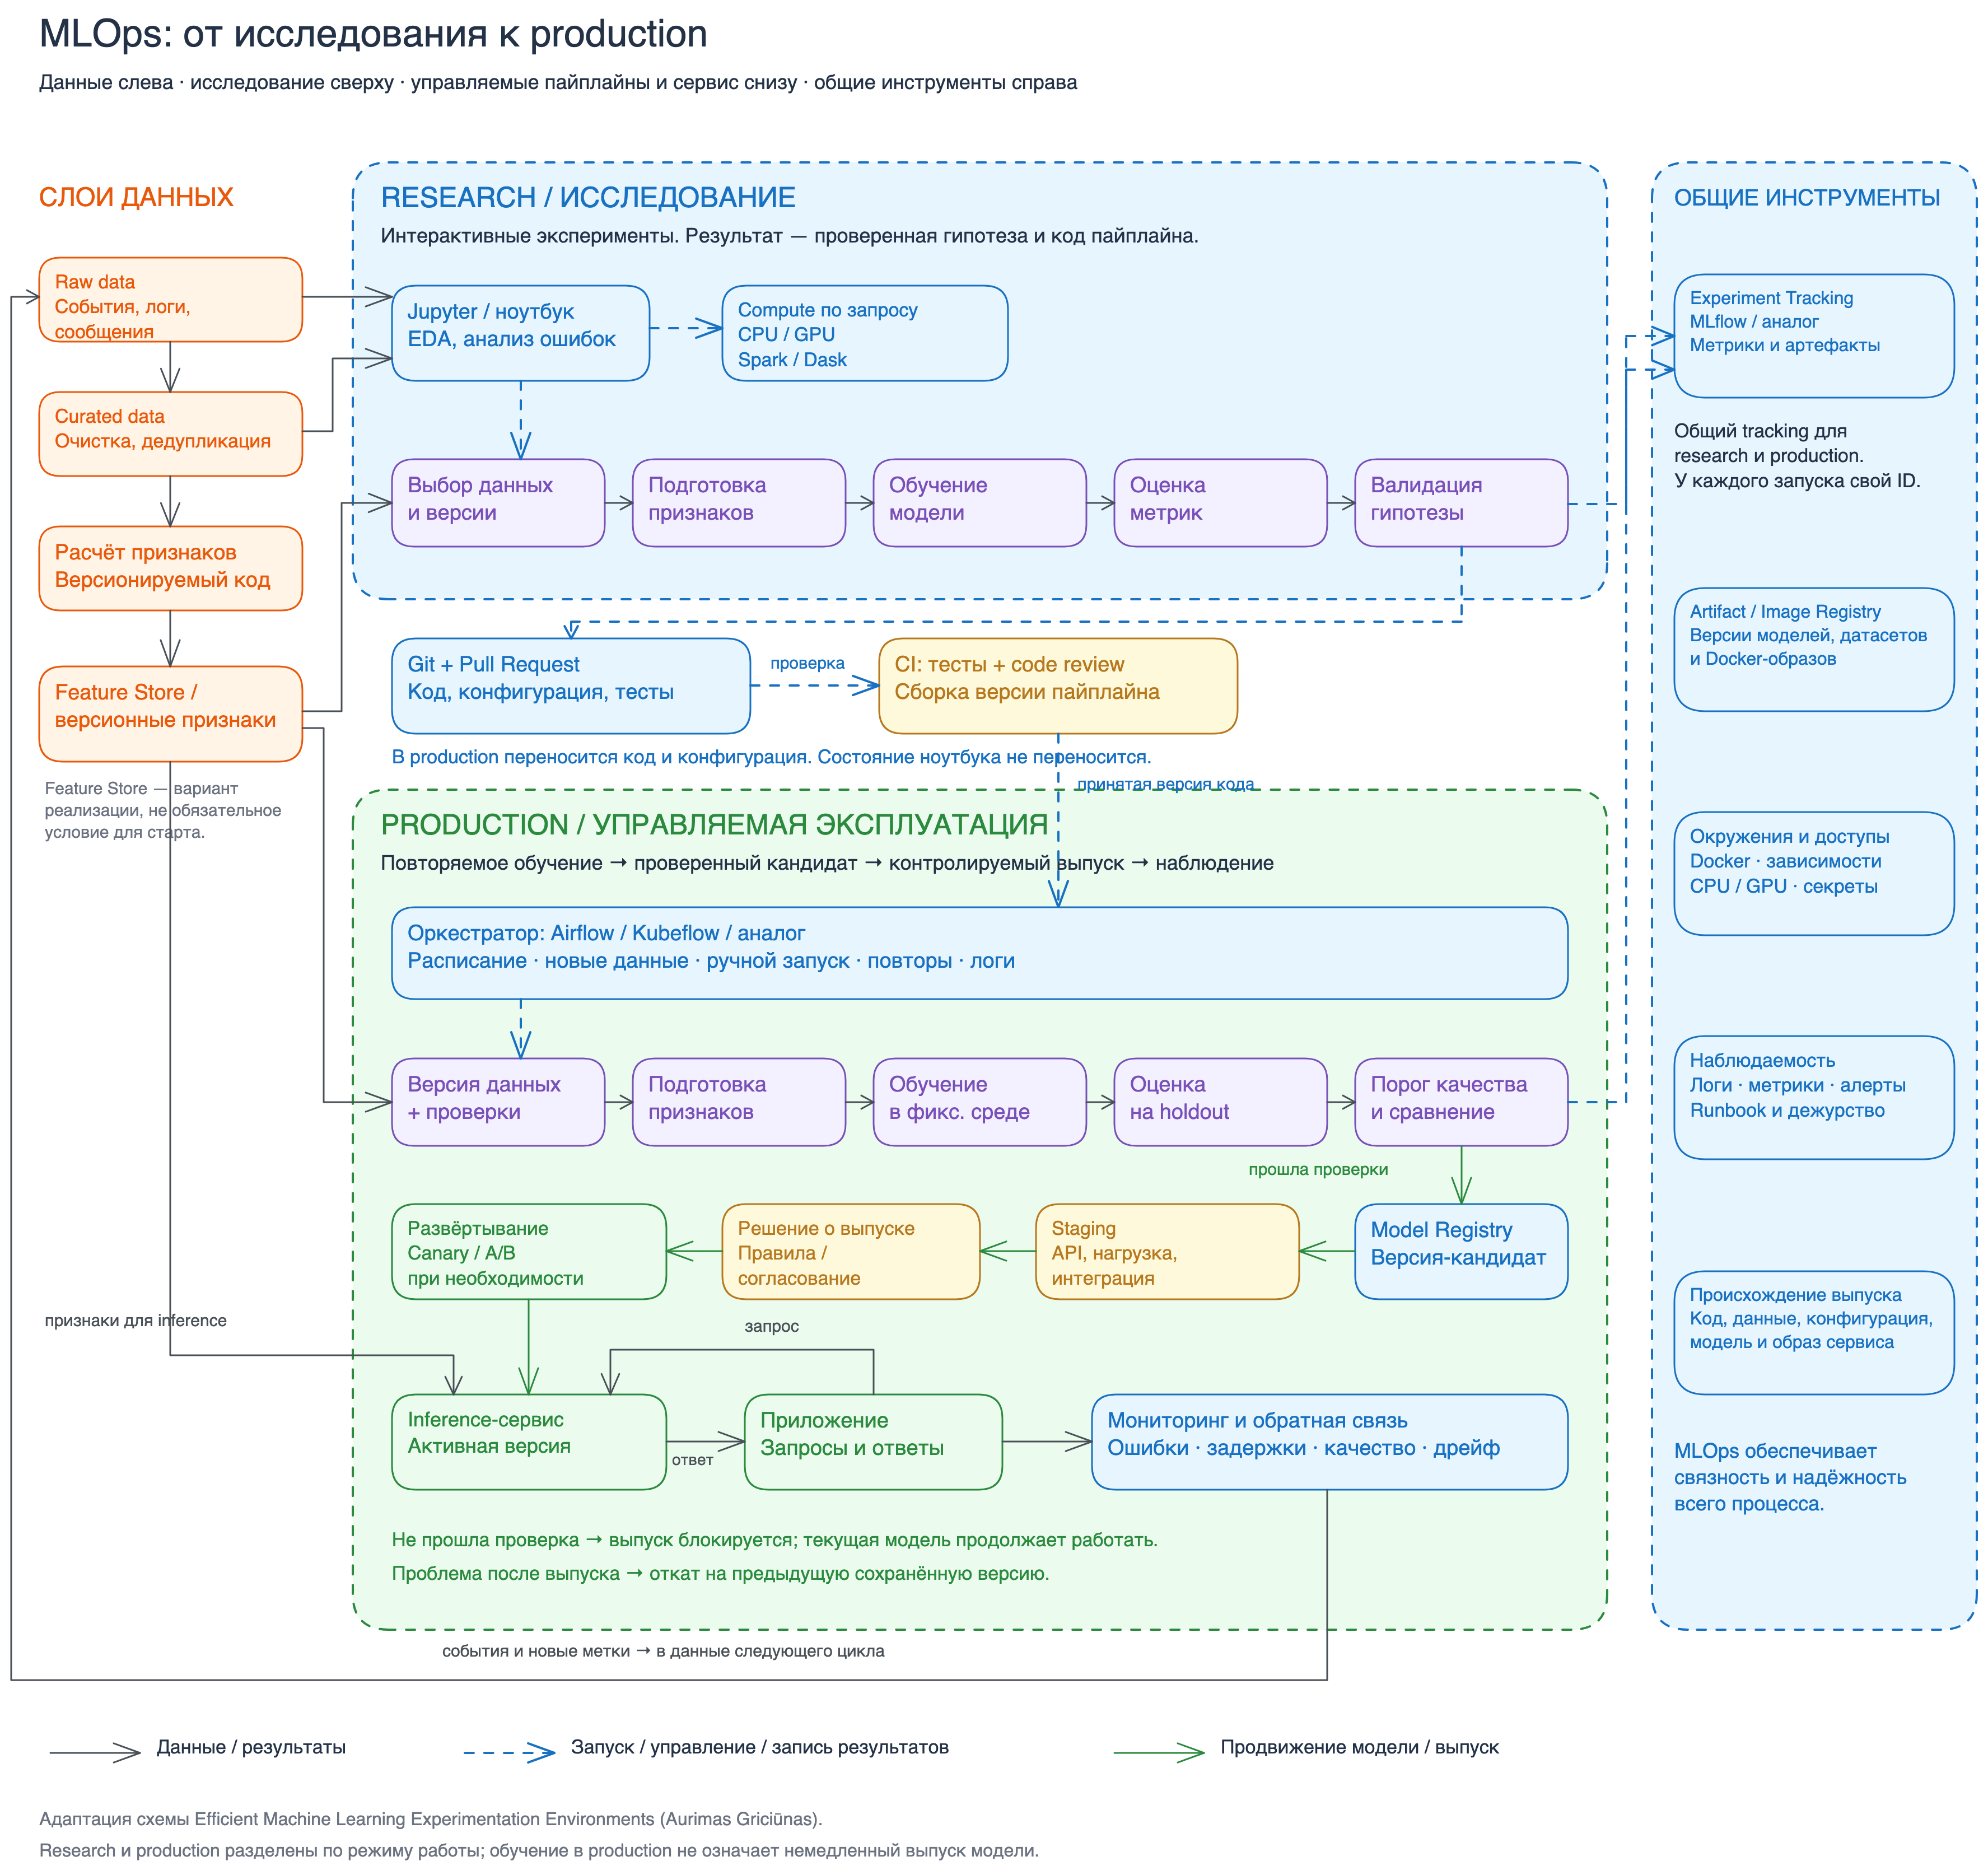 MLOps: от исследования к production
Данные слева · исследование сверху · управляемые пайплайны и сервис снизу · общие инструменты справа
СЛОИ ДАННЫХ
Raw data
События, логи,
сообщения
Curated data
Очистка, дедупликация
Расчёт признаков
Версионируемый код
Feature Store /
версионные признаки
Feature Store — вариант
реализации, не обязательное
условие для старта.
признаки для inference
RESEARCH / ИССЛЕДОВАНИЕ
Интерактивные эксперименты. Результат — проверенная гипотеза и код пайплайна.
Jupyter / ноутбук
EDA, анализ ошибок
Compute по запросу
CPU / GPU
Spark / Dask
Выбор данных
и версии
Подготовка
признаков
Обучение
модели
Оценка
метрик
Валидация
гипотезы
Git + Pull Request
Код, конфигурация, тесты
проверка
CI: тесты + code review
Сборка версии пайплайна
В production переносится код и конфигурация. Состояние ноутбука не переносится.
принятая версия кода
PRODUCTION / УПРАВЛЯЕМАЯ ЭКСПЛУАТАЦИЯ
Повторяемое обучение → проверенный кандидат → контролируемый выпуск → наблюдение
Оркестратор: Airflow / Kubeflow / аналог
Расписание · новые данные · ручной запуск · повторы · логи
Версия данных
+ проверки
Подготовка
признаков
Обучение
в фикс. среде
Оценка
на holdout
Порог качества
и сравнение
прошла проверки
Развёртывание
Canary / A/B
при необходимости
Решение о выпуске
Правила /
согласование
Staging
API, нагрузка,
интеграция
Model Registry
Версия-кандидат
запрос
Inference-сервис
Активная версия
ответ
Приложение
Запросы и ответы
Мониторинг и обратная связь
Ошибки · задержки · качество · дрейф
Не прошла проверка → выпуск блокируется; текущая модель продолжает работать.
Проблема после выпуска → откат на предыдущую сохранённую версию.
события и новые метки → в данные следующего цикла
ОБЩИЕ ИНСТРУМЕНТЫ
Experiment Tracking
MLflow / аналог
Метрики и артефакты
Общий tracking для
research и production.
У каждого запуска свой ID.
Artifact / Image Registry
Версии моделей, датасетов
и Docker-образов
Окружения и доступы
Docker · зависимости
CPU / GPU · секреты
Наблюдаемость
Логи · метрики · алерты
Runbook и дежурство
Происхождение выпуска
Код, данные, конфигурация,
модель и образ сервиса
MLOps обеспечивает
связность и надёжность
всего процесса.
Данные / результаты
Запуск / управление / запись результатов
Продвижение модели / выпуск
Адаптация схемы Efficient Machine Learning Experimentation Environments (Aurimas Griciūnas).
Research и production разделены по режиму работы; обучение в production не означает немедленный выпуск модели.